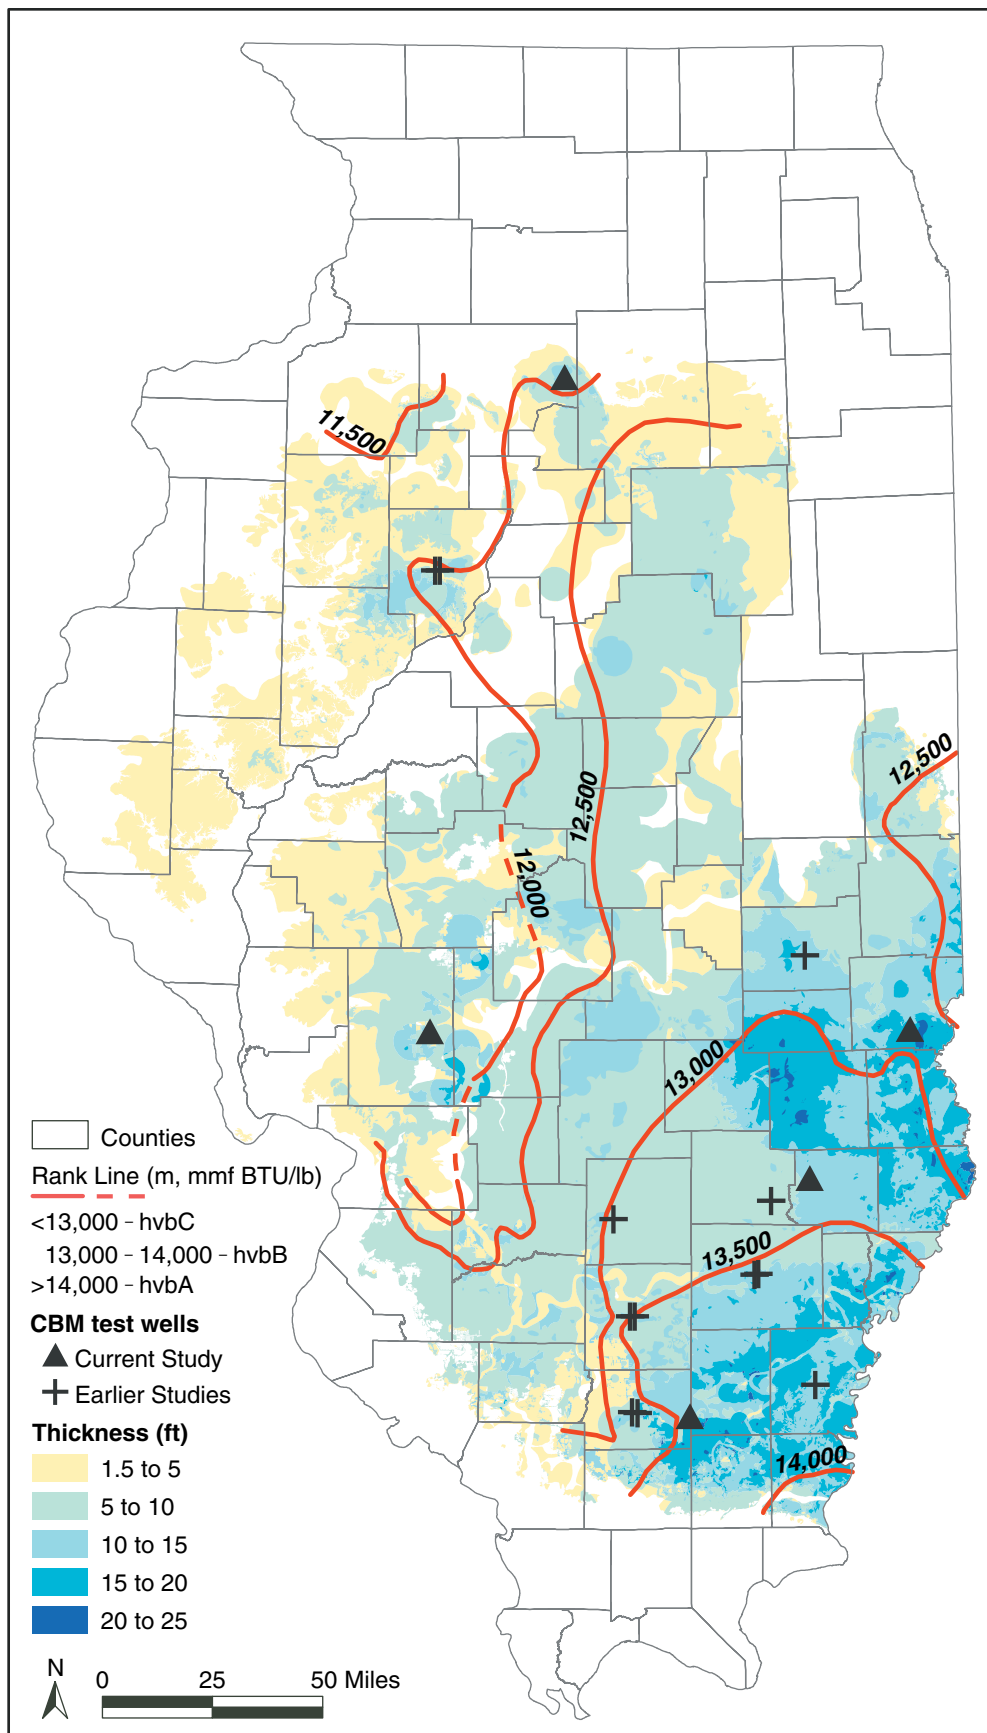 11,500
12,500
12,500
12,000
13,000
13,500
14,000
Counties
Rank Line (m, mmf BTU/lb)
<13,000 - hvbC
13,000 - 14,000 - hvbB
>14,000 - hvbA
CBM test wells
Current Study
Earlier Studies
Thickness (ft)
1.5 to 5
5 to 10
10 to 15
15 to 20
20 to 25
N
0 25 50 Miles